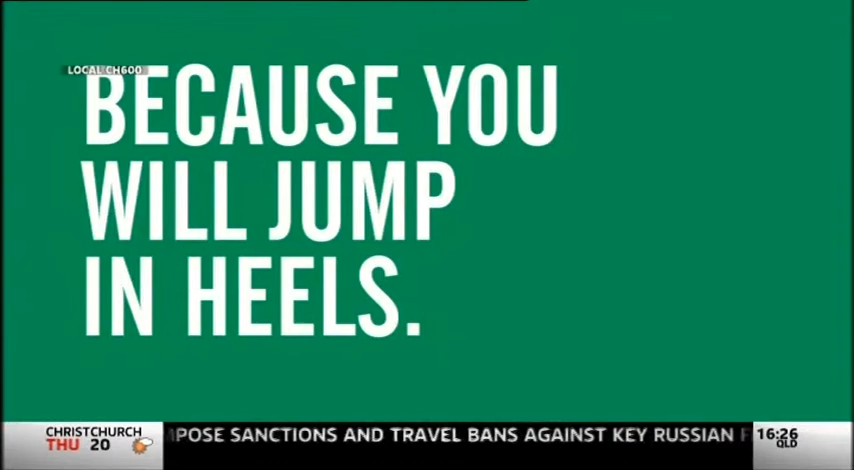 LOCAL CH600
BECAUSE YOU
WILL JUMP
IN HEELS.
CHRISTCHURCH
THU 20
POSE SANCTIONS AND TRAVEL BANS AGAINST KEY RUSSIAN
16:26
QLD